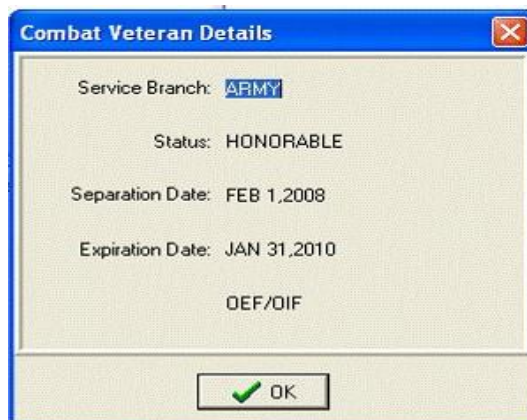 Combat Veteran Details
Service Branch: ARMY
Status: HONORABLE
Separation Date: FEB 1,2008
Expiration Date: JAN 31,2010
OEF/OIF
OK